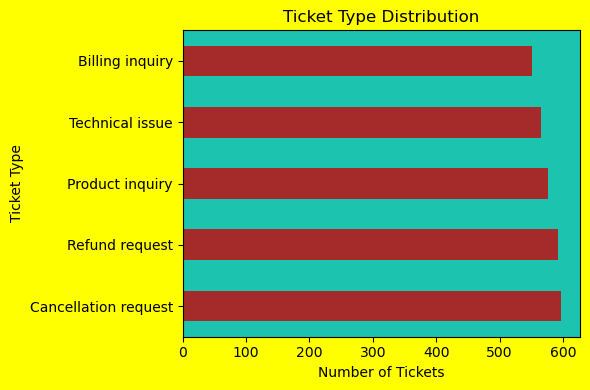 Ticket Type Distribution
Billing inquiry
Technical issue
Product inquiry
Refund request
Cancellation request
Ticket Type
0 100 200 300 400 500 600
Number of Tickets